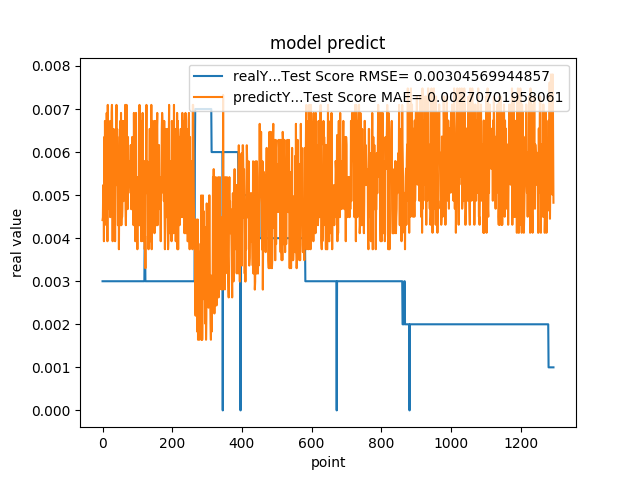 model predict
realY...Test Score RMSE= 0.00304569944857
predictY...Test Score MAE= 0.002707701958061
0.008
0.007
0.006
0.005
0.004
0.003
0.002
0.001
0.000
real value
0 200 400 600 800 1000 1200
point